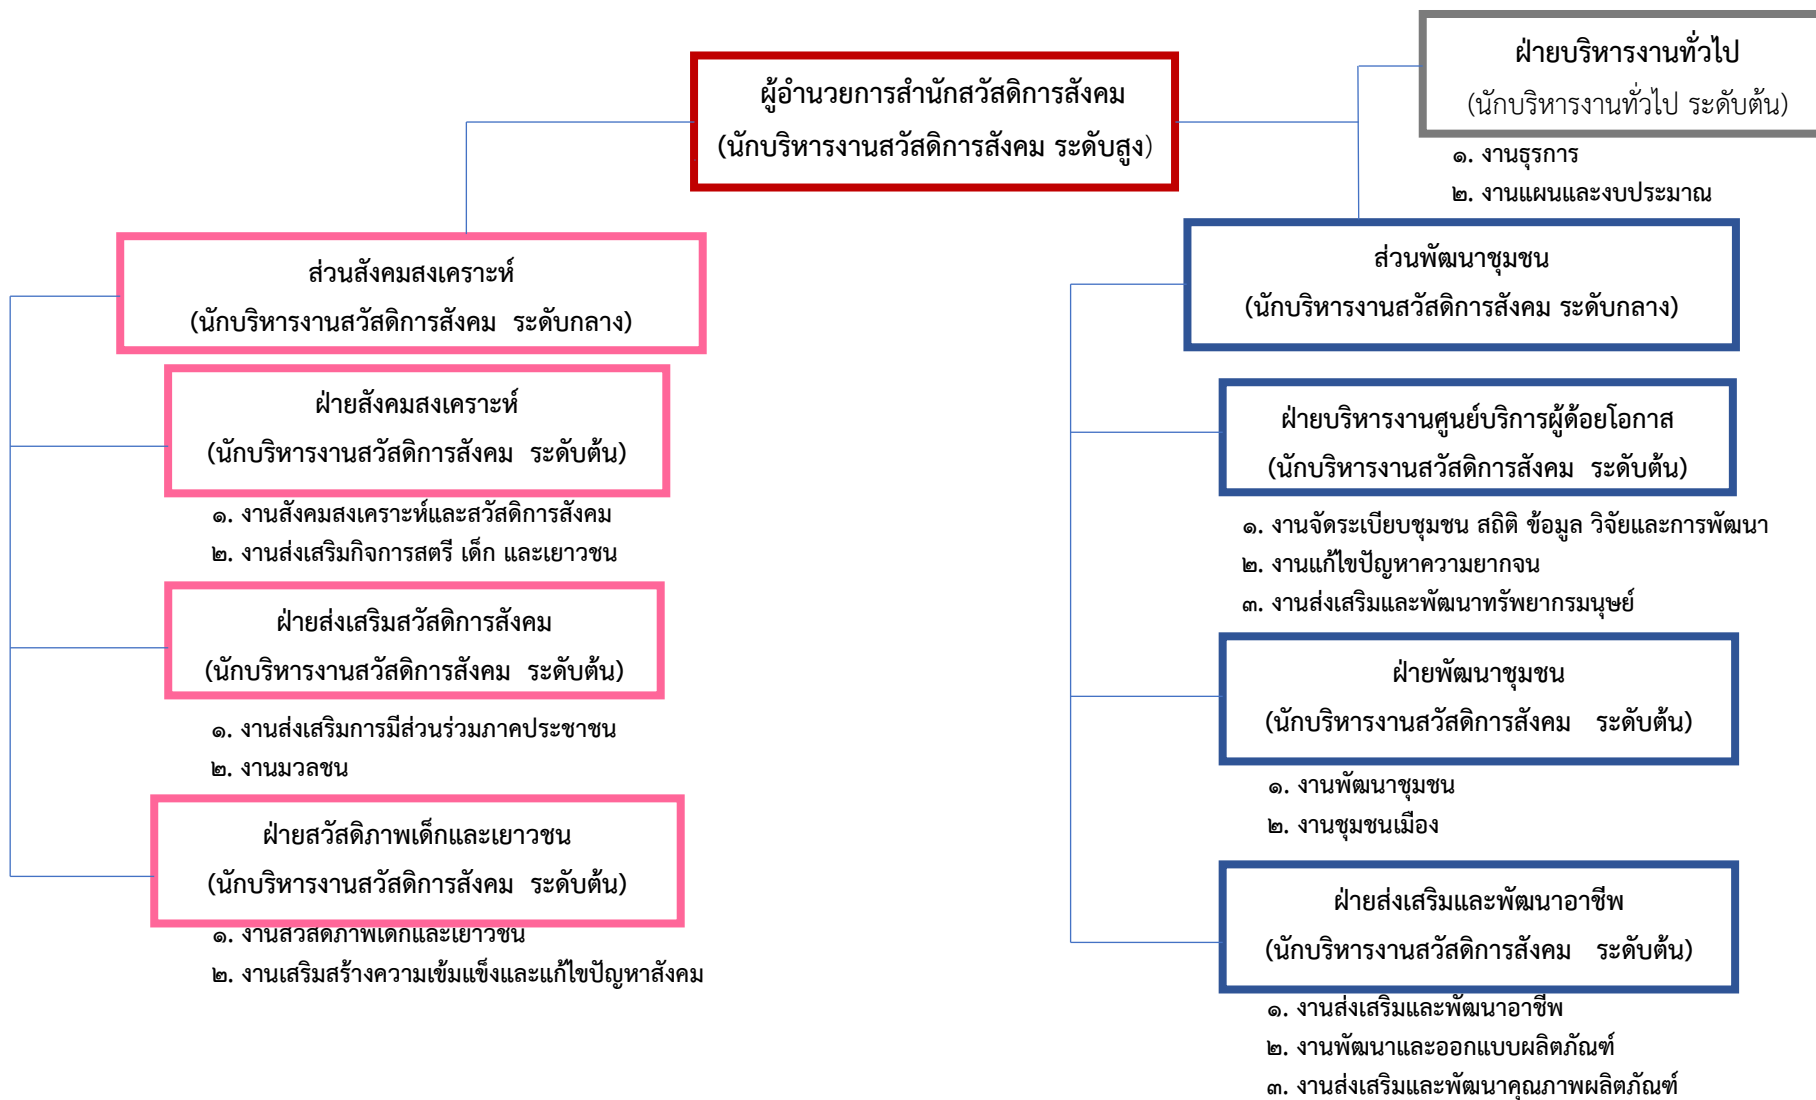 ฝ่ายบริหารงานทั่วไป
(นักบริหารงานทั่วไป ระดับต้น)
๑. งานธุรการ
๒. งานแผนและงบประมาณ
ผู้อำนวยการสำนักสวัสดิการสังคม
(นักบริหารงานสวัสดิการสังคม ระดับสูง)
ส่วนสังคมสงเคราะห์
(นักบริหารงานสวัสดิการสังคม ระดับกลาง)
ฝ่ายสังคมสงเคราะห์
(นักบริหารงานสวัสดิการสังคม ระดับต้น)
๑. งานสังคมสงเคราะห์และสวัสดิการสังคม
๒. งานส่งเสริมกิจการสตรี เด็ก และเยาวชน
ฝ่ายส่งเสริมสวัสดิการสังคม
(นักบริหารงานสวัสดิการสังคม ระดับต้น)
๑. งานส่งเสริมการมีส่วนร่วมภาคประชาชน
๒. งานมวลชน
ฝ่ายสวัสดิภาพเด็กและเยาวชน
(นักบริหารงานสวัสดิการสังคม ระดับต้น)
๑. งานสวัสดิภาพเด็กและเยาวชน
๒. งานเสริมสร้างความเข้มแข็งและแก้ไขปัญหาสังคม
ส่วนพัฒนาชุมชน
(นักบริหารงานสวัสดิการสังคม ระดับกลาง)
ฝ่ายบริหารงานศูนย์บริการผู้ด้อยโอกาส
(นักบริหารงานสวัสดิการสังคม ระดับต้น)
๑. งานจัดระเบียบชุมชน สถิติ ข้อมูล วิจัยและการพัฒนา
๒. งานแก้ไขปัญหาความยากจน
๓. งานส่งเสริมและพัฒนาทรัพยากรมนุษย์
ฝ่ายพัฒนาชุมชน
(นักบริหารงานสวัสดิการสังคม ระดับต้น)
๑. งานพัฒนาชุมชน
๒. งานชุมชนเมือง
ฝ่ายส่งเสริมและพัฒนาอาชีพ
(นักบริหารงานสวัสดิการสังคม ระดับต้น)
๑. งานส่งเสริมและพัฒนาอาชีพ
๒. งานพัฒนาและออกแบบผลิตภัณฑ์
๓. งานส่งเสริมและพัฒนาคุณภาพผลิตภัณฑ์